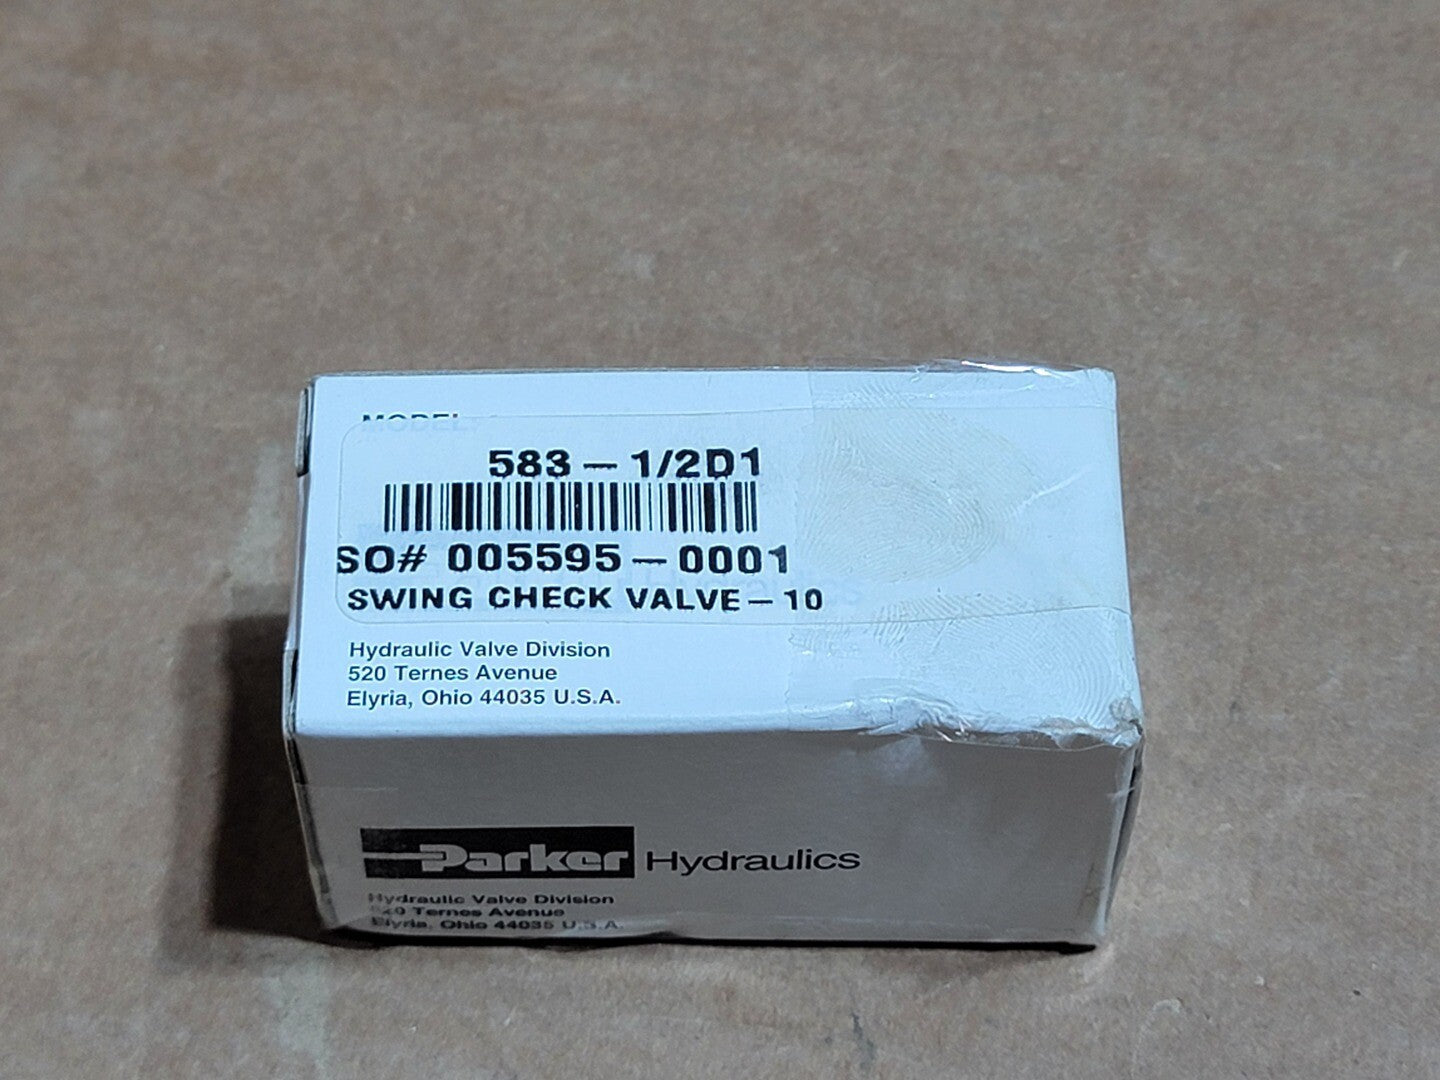 MODEL:
583-1/2D1
SO# 005595-0001
SWING CHECK VALVE-10
Hydraulic Valve Division
520 Ternes Avenue
Elyria, Ohio 44035 U.S.A.
Parker Hydraulics
Hydraulic Valve Division
520 Ternes Avenue
Elyria, Ohio 44035 U.S.A.